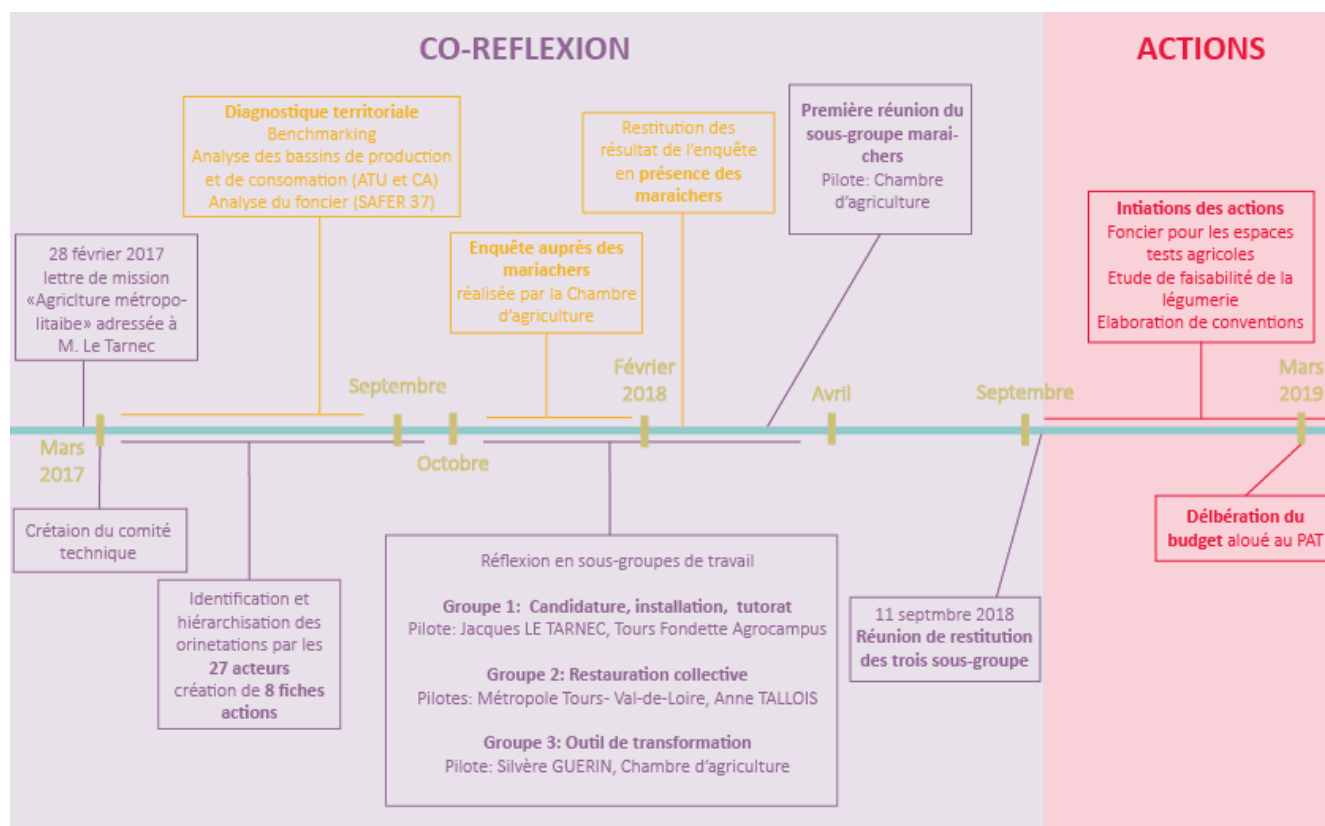 CO-REFLEXION
ACTIONS
Diagnostique territoriale
Benchmarking
Analyse des bassins de production
et de consomation (ATU et CA)
Analyse du foncier (SAFER 37)
Restitution des
résultat de l'enquête
en présence des
maraichers
Première réunion du
sous-groupe marai-
chers
Pilote: Chambre
d'agriculture
28 février 2017
lettre de mission
«Agriclture métropo-
litaibe» adressée à
M. Le Tarnec
Enquête auprès des
mariachers
réalisée par la Chambre
d'agriculture
Intiations des actions
Foncier pour les espaces
tests agricoles
Etude de faisabilité de la
légumerie
Elaboration de conventions
Mars
2017
Septembre
Octobre
Février
2018
Avril
Septembre
Mars
2019
Crétaion du comité
technique
Identification et
hiérarchisation des
orinetations par les
27 acteurs
création de 8 fiches
actions
Réflexion en sous-groupes de travail
Groupe 1: Candidature, installation, tutorat
Pilote: Jacques LE TARNEC, Tours Fondette Agrocampus
Groupe 2: Restauration collective
Pilotes: Métropole Tours- Val-de-Loire, Anne TALLOIS
Groupe 3: Outil de transformation
Pilote: Silvère GUERIN, Chambre d'agriculture
11 septmbre 2018
Réunion de restitution
des trois sous-groupe
Délbération du
budget aloué au PAT